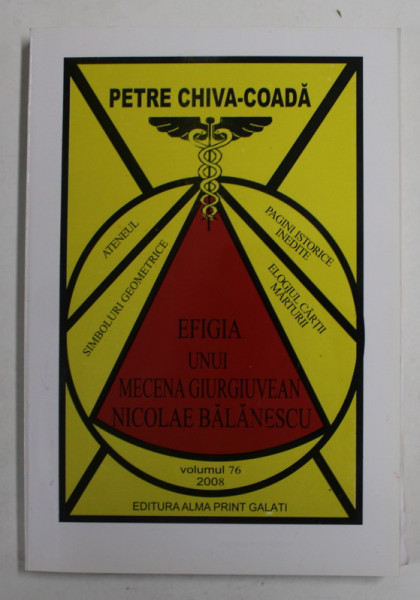 PETRE CHIVA-COADĂ
ATENEUL
SIMBOLURI GEOMETRICE
PAGINI ISTORICE
INEDITE
ELOGIUL CĂRȚII
MĂRTURII
EFIGIA
UNUI
MECENA GIURGIUVEAN
NICOLAE BĂLĂNESCU
volumul 76
2008
EDITURA ALMA PRINT GALATI